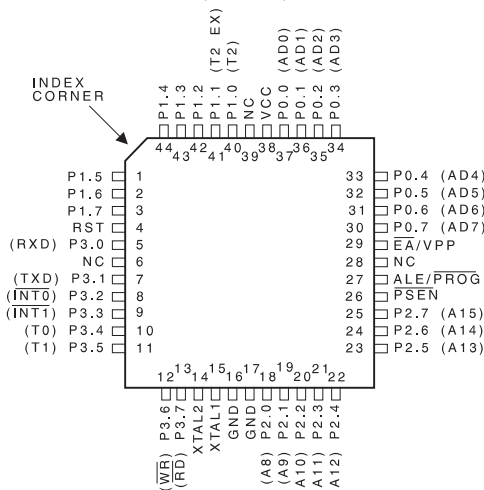 INDEX
CORNER
P1.4
P1.3
P1.2
P1.1 (T2 EX)
P1.0 (T2)
NC
VCC
P0.0 (AD0)
P0.1 (AD1)
P0.2 (AD2)
P0.3 (AD3)
44
43
42
41
40
39
38
37
36
35
34
P1.5 1
P1.6 2
P1.7 3
RST 4
(RXD) P3.0 5
NC 6
(TXD) P3.1 7
(INT0) P3.2 8
(INT1) P3.3 9
(T0) P3.4 10
(T1) P3.5 11
33 P0.4 (AD4)
32 P0.5 (AD5)
31 P0.6 (AD6)
30 P0.7 (AD7)
29 EA/VPP
28 NC
27 ALE/PROG
26 PSEN
25 P2.7 (A15)
24 P2.6 (A14)
23 P2.5 (A13)
12
13
14
15
16
17
18
19
20
21
22
(WR) P3.6
(RD) P3.7
XTAL2
XTAL1
GND
GND
(A8) P2.0
(A9) P2.1
(A10) P2.2
(A11) P2.3
(A12) P2.4